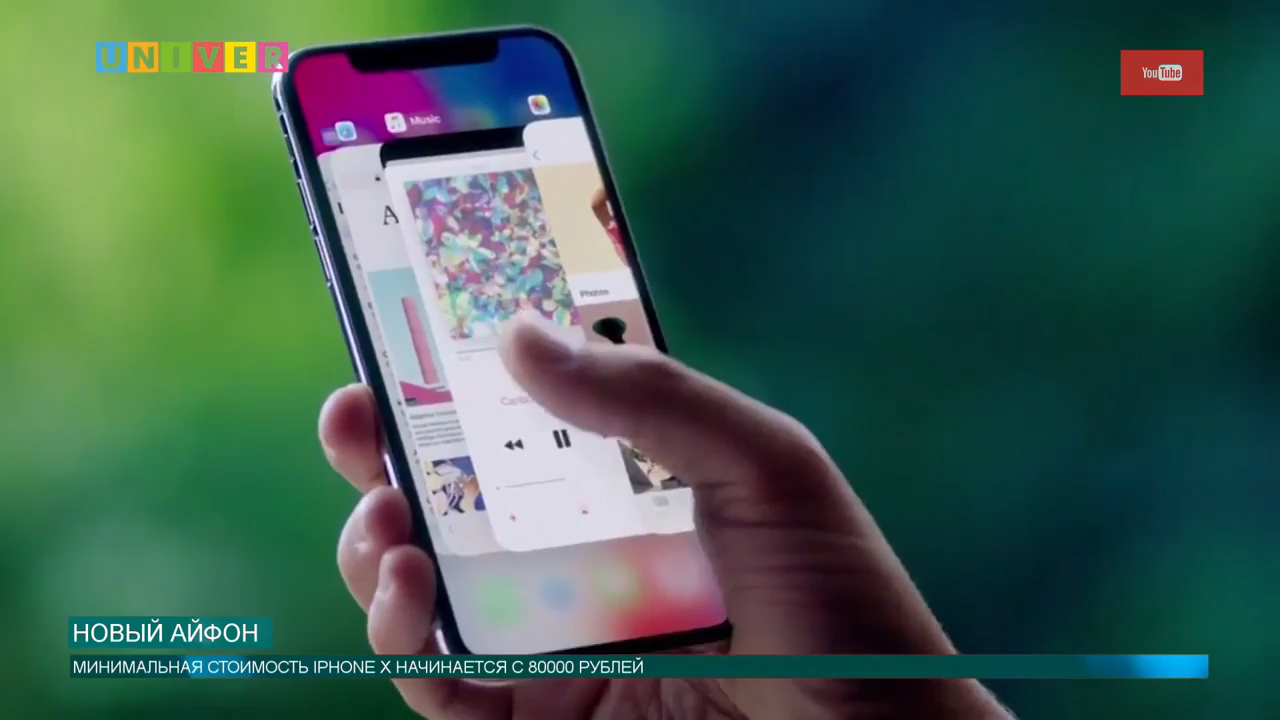 UNIVER
YouTube
Music
A
Photos
НОВЫЙ АЙФОН
МИНИМАЛЬНАЯ СТОИМОСТЬ IPHONE X НАЧИНАЕТСЯ С 80000 РУБЛЕЙ